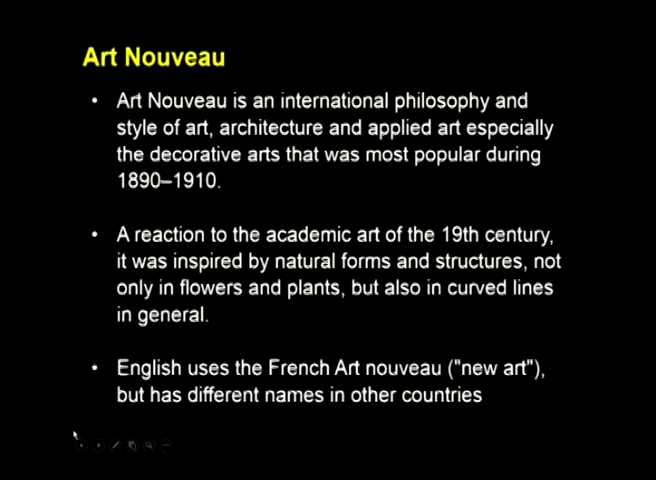 Art Nouveau
• Art Nouveau is an international philosophy and
style of art, architecture and applied art especially
the decorative arts that was most popular during
1890–1910.
• A reaction to the academic art of the 19th century,
it was inspired by natural forms and structures, not
only in flowers and plants, but also in curved lines
in general.
• English uses the French Art nouveau ("new art"),
but has different names in other countries